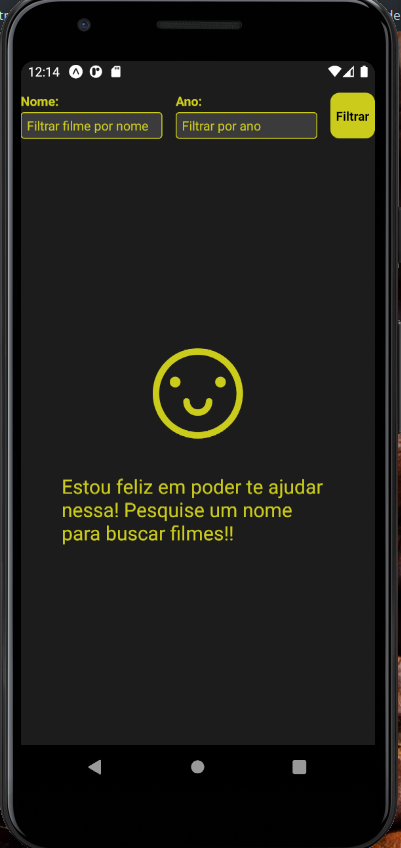 12:14
Nome:
Ano:
Filtrar filme por nome
Filtrar por ano
Filtrar
Estou feliz em poder te ajudar
nessa! Pesquise um nome
para buscar filmes!!